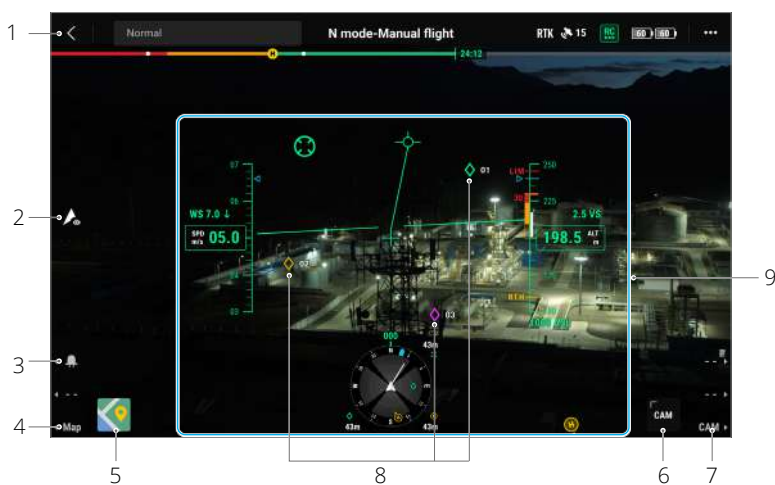 1
Normal
N mode-Manual flight
RTK
15
RC
60 60
24:12
07
01
LIM
250
06
30
225
WS 7.0 ↓
2.5 VS
2
SPD
m/s
05.0
198.5
ALT
m
04
02
9
03
RTH
03
000
43m
3
N
E
S
W
--
--
43m
43m
H
CAM
4
Map
CAM
5
8
6
7